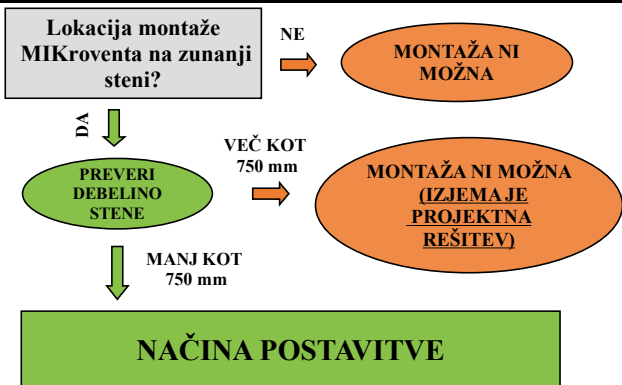 Lokacija montaže
MIKroventa na zunanji
steni?
NE
MONTAŽA NI
MOŽNA
DA
PREVERI
DEBELINO
STENE
VEČ KOT
750 mm
MONTAŽA NI MOŽNA
(IZJEMA JE
PROJEKTNA
REŠITEV)
MANJ KOT
750 mm
NAČINA POSTAVITVE